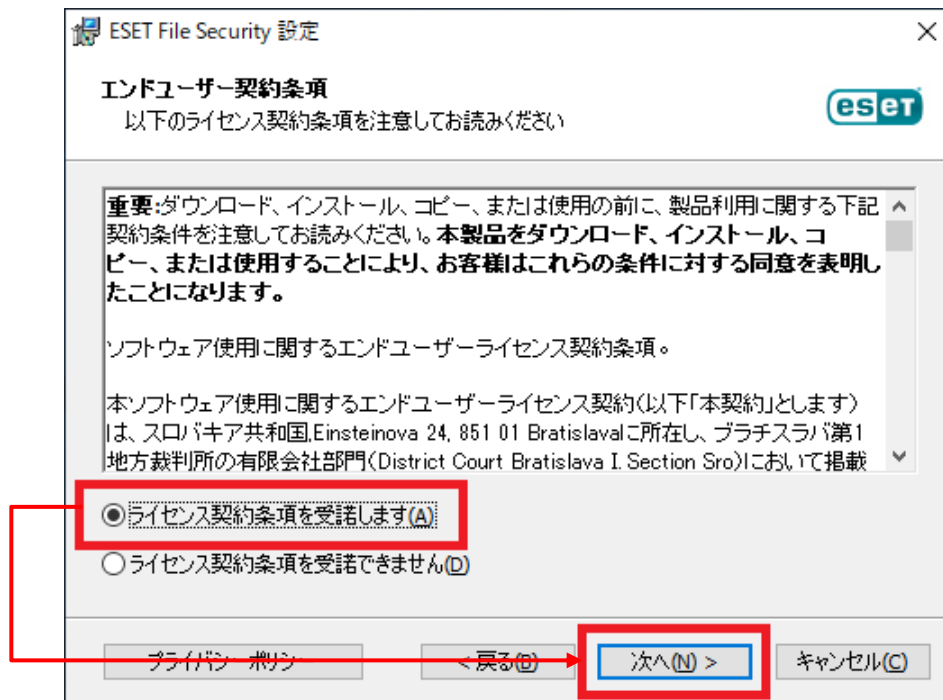 ESET File Security 設定
エンドユーザー契約条項
以下のライセンス契約条項を注意してお読みください
eseT
重要:ダウンロード、インストール、コピー、または使用の前に、製品利用に関する下記
契約条件を注意してお読みください。本製品をダウンロード、インストール、コ
ピー、または使用することにより、お客様はこれらの条件に対する同意を表明し
たことになります。
ソフトウェア使用に関するエンドユーザーライセンス契約条項。
本ソフトウェア使用に関するエンドユーザーライセンス契約(以下「本契約」とします)
は、スロバキア共和国,Einsteinova 24, 851 01 Bratislavaに所在し、ブラチスラバ第1
地方裁判所の有限会社部門(District Court Bratislava I. Section Sro)において掲載
ライセンス契約条項を受諾します(A)
ライセンス契約条項を受諾できません(D)
プライバシー ポリシー
< 戻る(B)
次へ(N) >
キャンセル(C)